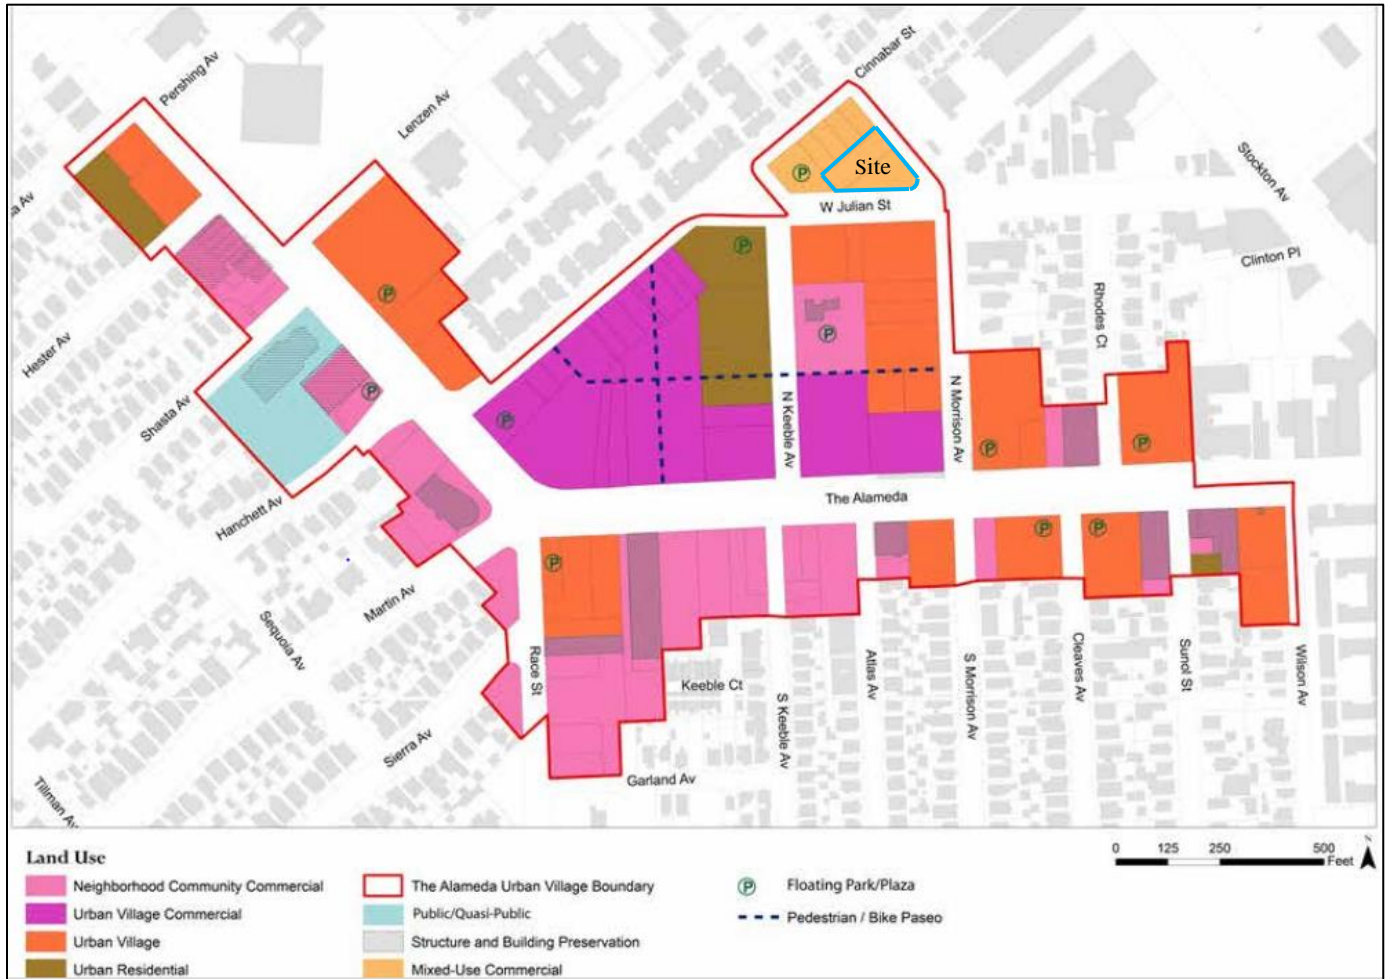 Pershing Av
Cinnabar St
Lenzen Av
Stockton Av
P
Site
W Julian St
P
Clinton Pl
Rhodes Ct
P
P
Hester Av
Shasta Av
P
P
N Keeble Av
N Morrison Av
P
P
The Alameda
Hanchett Av
P
P
P
Martin Av
Sequoia Av
Race St
Keeble Ct
S Keeble Av
Atlas Av
S Morrison Av
Cleaves Av
Sunol St
Wilson Av
Sierra Av
Garland Av
Tillman Av
Land Use
Neighborhood Community Commercial
Urban Village Commercial
Urban Village
Urban Residential
The Alameda Urban Village Boundary
Public/Quasi-Public
Structure and Building Preservation
Mixed-Use Commercial
P Floating Park/Plaza
Pedestrian / Bike Paseo
0 125 250 500
Feet